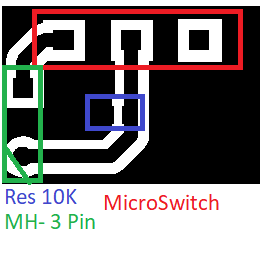 Res 10K
MicroSwitch
MH- 3 Pin